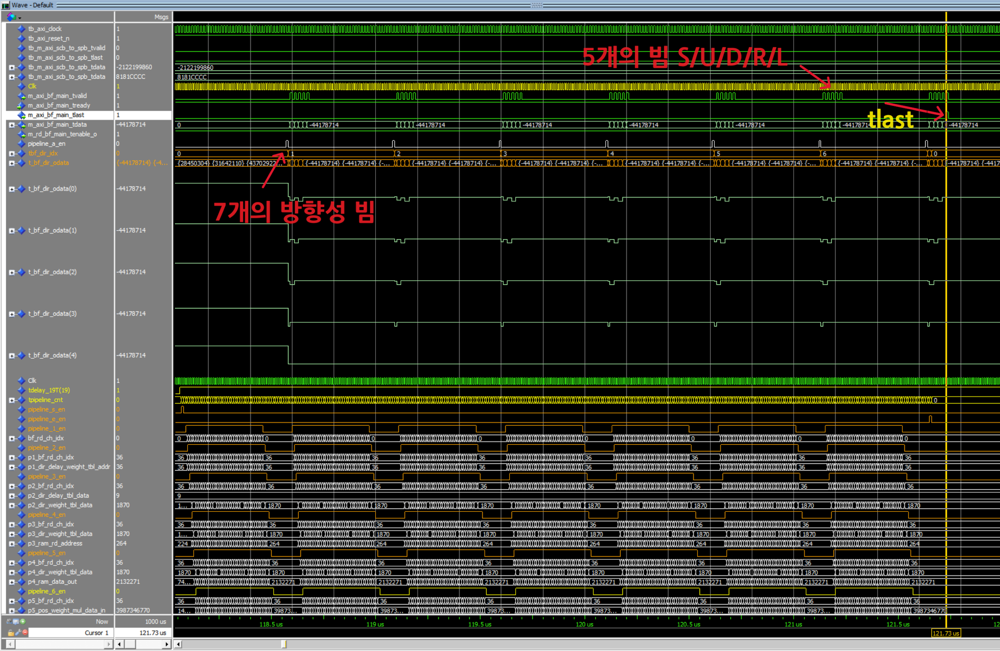 Wave - Default
Msgs
tb_axi_clock 1
tb_axi_reset_n 1
tb_m_axi_scb_to_spb_tvalid 0
tb_m_axi_scb_to_spb_tlast 0
tb_m_axi_scb_to_spb_tdata -2122199860 -2122199860
tb_m_axi_scb_to_spb_tdata 8181CCCC 8181CCCC
5개의 빔 S/U/D/R/L
Clk 1
m_axi_bf_main_tvalid 1
m_axi_bf_main_tready 1
m_axi_bf_main_tlast 1
tlast
m_axi_bf_main_tdata -44178714 0 -44178714 -44178714 -44178714 -44178714 -44178714 -44178714 -44178714
m_rd_bf_main_tenable_o 1
pipeline_a_en 0
tbf_dir_idx 0 0 1 2 3 4 5 6 0
t_bf_dir_odata {-44178714} {-4... {28450304} {31642110} {43702922... {-44178714} {-44178714} {-... {-44178714} {-44178714} {-... {-44178714} {-44178714} {-... {-44178714} {-44178714} {-... {-44178714} {-44178714} {-... {-44178714} {-44178714} {-... {-44178714} {-4417
t_bf_dir_odata(0) -44178714
7개의 방향성 빔
t_bf_dir_odata(1) -44178714
t_bf_dir_odata(2) -44178714
t_bf_dir_odata(3) -44178714
t_bf_dir_odata(4) -44178714
Clk 1
tdelay_19T(19) 1
tpipeline_cnt 0 0
pipeline_s_en 0
pipeline_e_en 0
pipeline_1_en 0
bf_rd_ch_idx 0 0 0 0 0 0 0 0 0
pipeline_2_en 0
p1_bf_rd_ch_idx 36 36 36 36 36 36 36 36 36
p1_dir_delay_weight_tbl_addr 36 36 36 36 36 36 36 36 36
pipeline_3_en 0
p2_bf_rd_ch_idx 36 36 36 36 36 36 36 36 36
p2_dir_delay_tbl_data 9 9
p2_dir_weight_tbl_data 1870 1... 1870 1870 1870 1870 1870 1870 1870
pipeline_4_en 0
p3_bf_rd_ch_idx 36 36 36 36 36 36 36 36 36
p3_dir_weight_tbl_data 1870 1... 1870 1870 1870 1870 1870 1870 1870
p3_ram_rd_address 264 224 264 264 264 264 264 264 264
pipeline_5_en 0
p4_bf_rd_ch_idx 36 36 36 36 36 36 36 36 36
p4_dir_weight_tbl_data 1870 1870 1870 1870 1870 1870 1870 1870 1870
p4_ram_data_out 2132271 74... 2132271 2132271 2132271 2132271 2132271 2132271 2132271
pipeline_6_en 0
p5_bf_rd_ch_idx 36 36 36 36 36 36 36 36 36
p5_pos_weight_mul_data_in 3987346770 14... 39873... 39873... 39873... 39873... 39873... 39873... 3987346770
Now 1000 us 118.5 us 119 us 119.5 us 120 us 120.5 us 121 us 121.5 us 12
Cursor 1 121.73 us 121.73 us